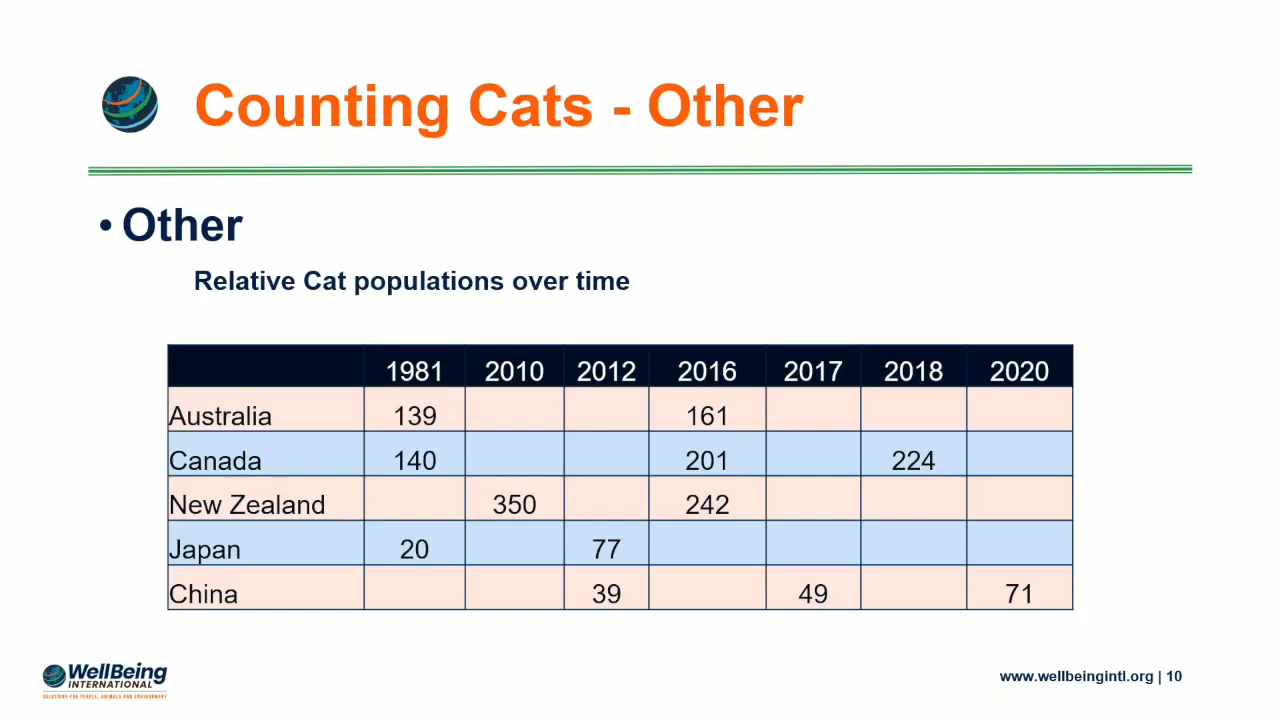 Counting Cats - Other
• Other
Relative Cat populations over time
1981 2010 2012 2016 2017 2018 2020
Australia 139 161
Canada 140 201 224
New Zealand 350 242
Japan 20 77
China 39 49 71
WellBeing
INTERNATIONAL
SOLUTIONS FOR PEOPLE, ANIMALS AND ENVIRONMENT
www.wellbeingintl.org | 10